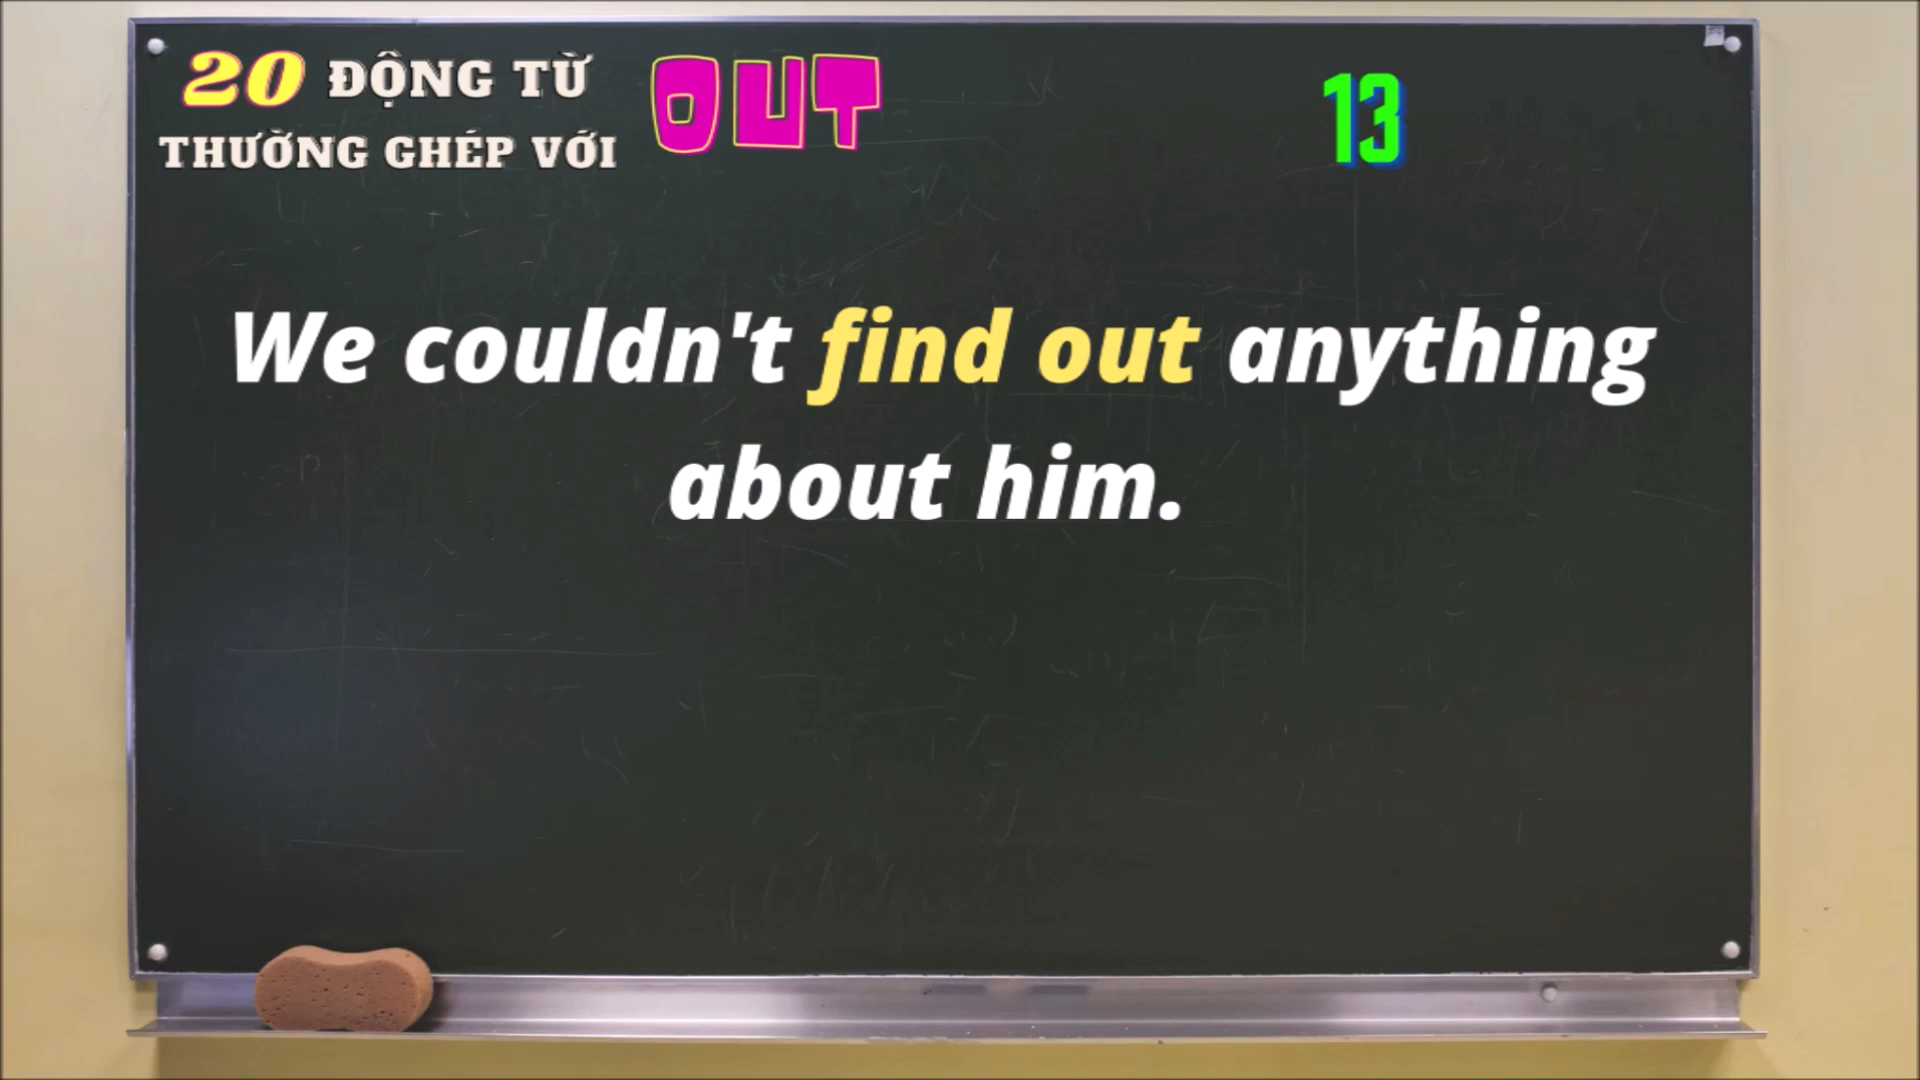 20 ĐỘNG TỪ
THƯỜNG GHÉP VỚI
OUT
13
We couldn't find out anything
about him.